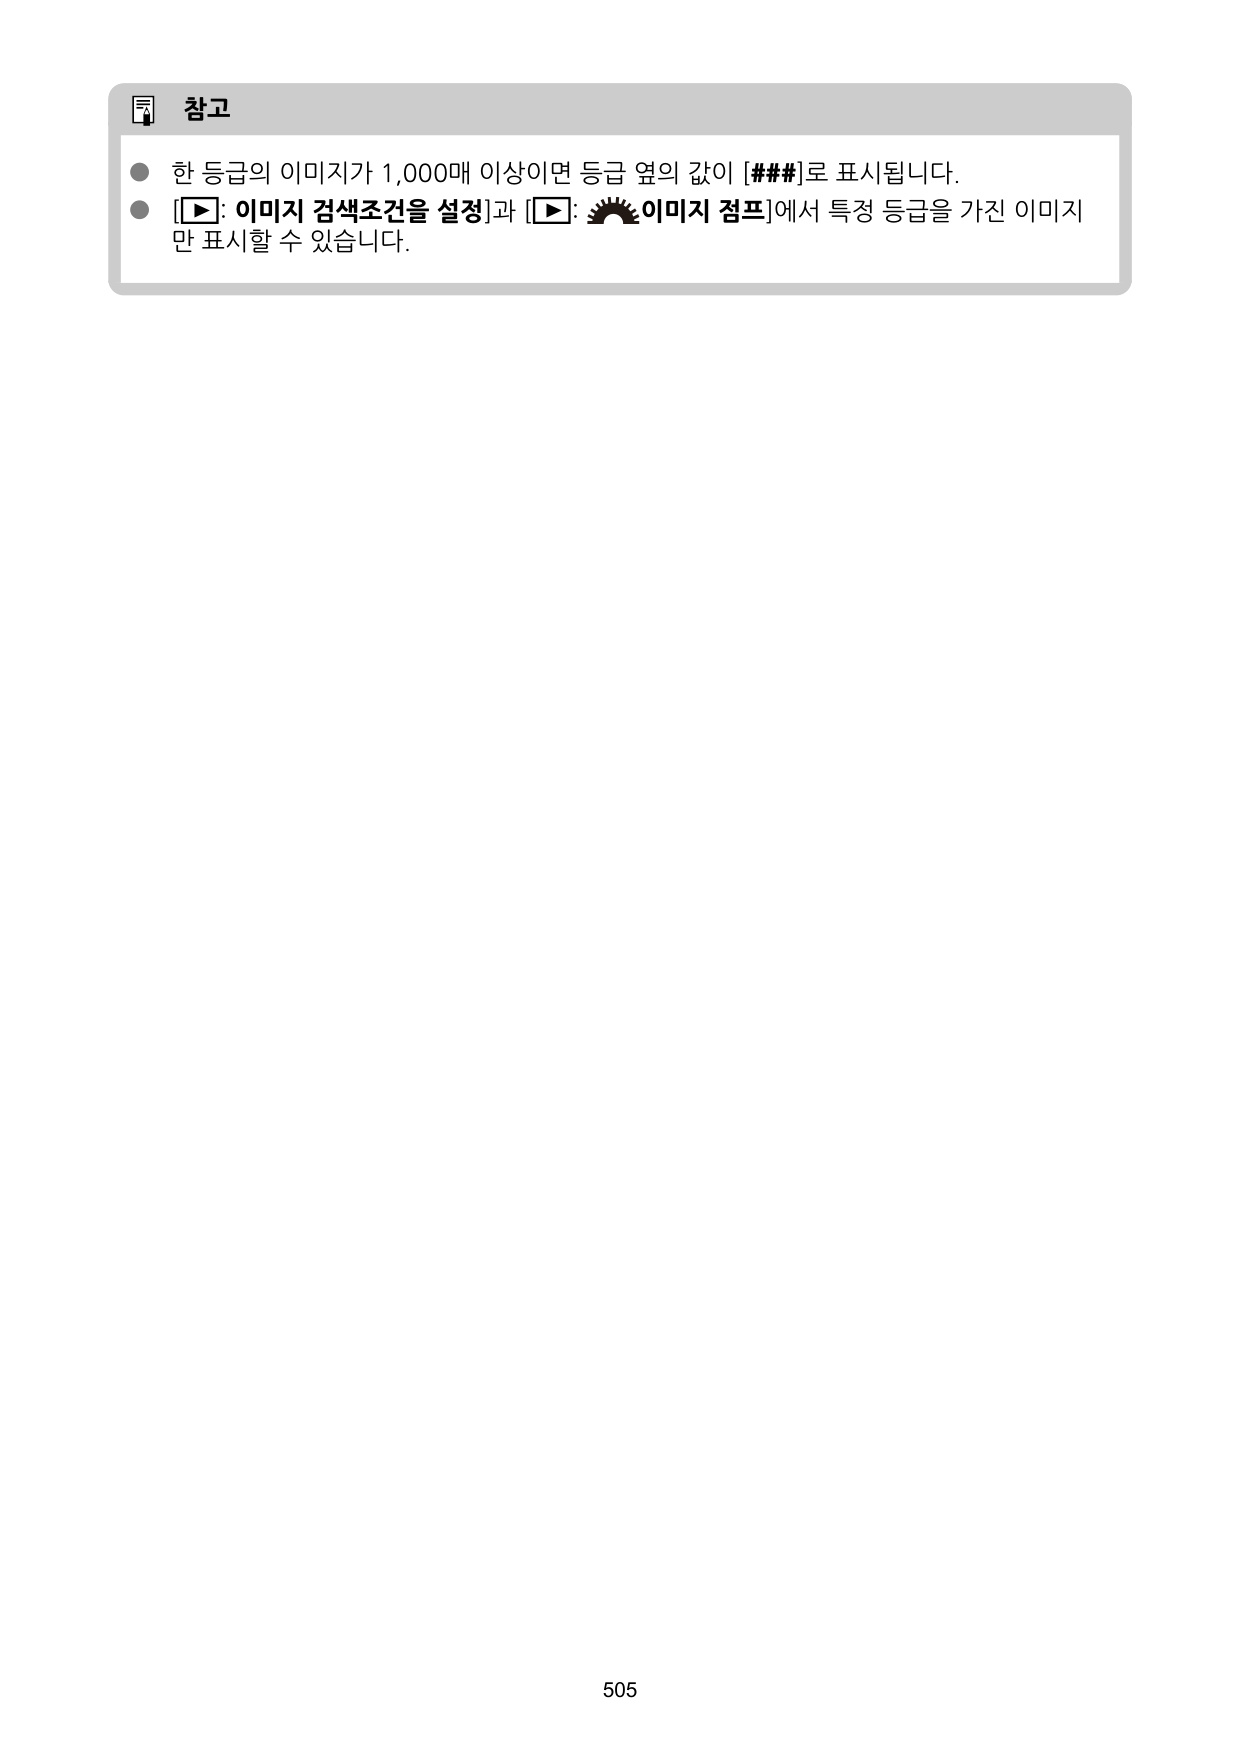 참고
● 한 등급의 이미지가 1,000매 이상이면 등급 옆의 값이 [###]로 표시됩니다.
● [▶: 이미지 검색조건을 설정]과 [▶: 이미지 점프]에서 특정 등급을 가진 이미지
만 표시할 수 있습니다.
505